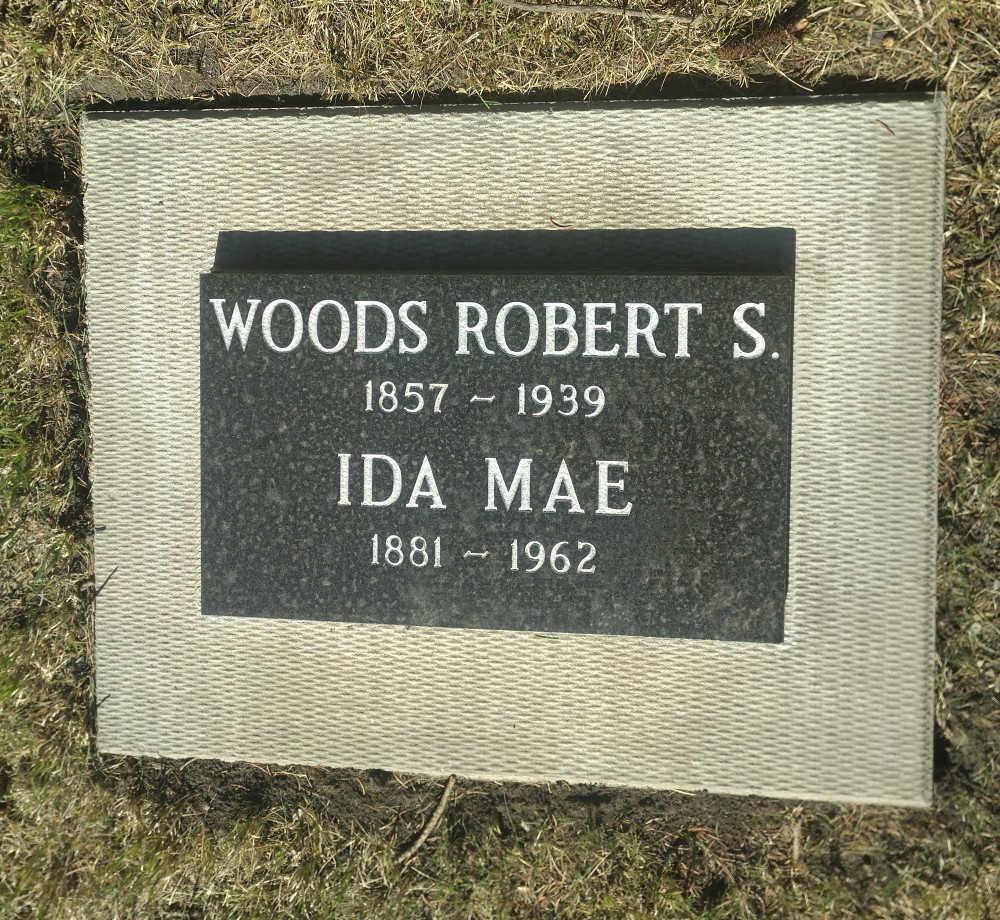 WOODS ROBERT S.
1857 ~ 1939
IDA MAE
1881 ~ 1962